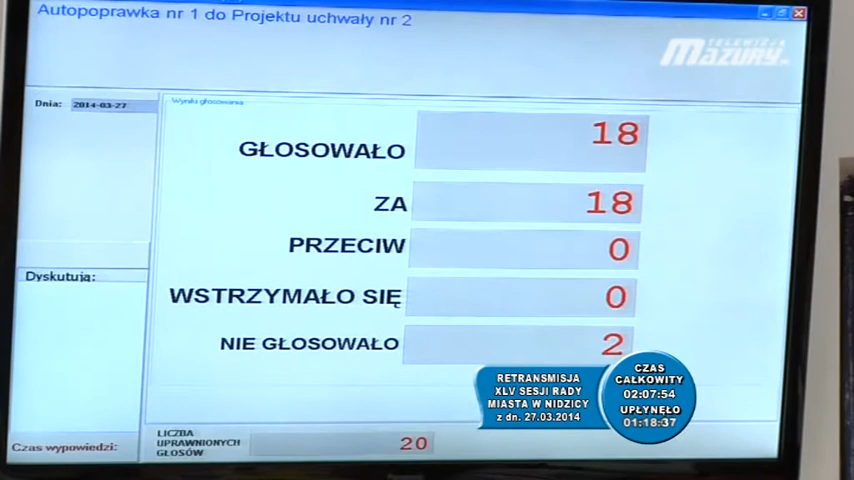 Autopoprawka nr 1 do Projektu uchwały nr 2
TELEWIZJA
MAZURY
Dnia: 2014-03-27
Wyniki głosowania
GŁOSOWAŁO 18
ZA 18
PRZECIW 0
WSTRZYMAŁO SIĘ 0
NIE GŁOSOWAŁO 2
Dyskutują:
Czas wypowiedzi:
LICZBA
UPRAWNIONYCH
GŁOSÓW
20
RETRANSMISJA
XLV SESJI RADY
MIASTA W NIDZICY
z dn. 27.03.2014
CZAS
CAŁKOWITY
02:07:54
UPŁYNĘŁO
01:18:37